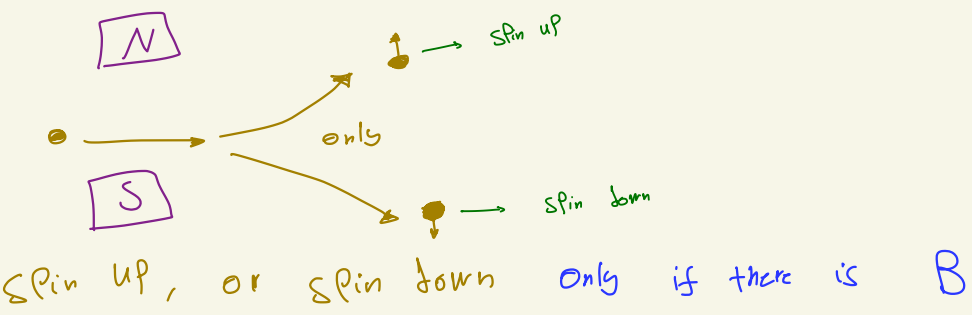 N
spin up
only
S
spin down
spin up, or spin down only if there is B